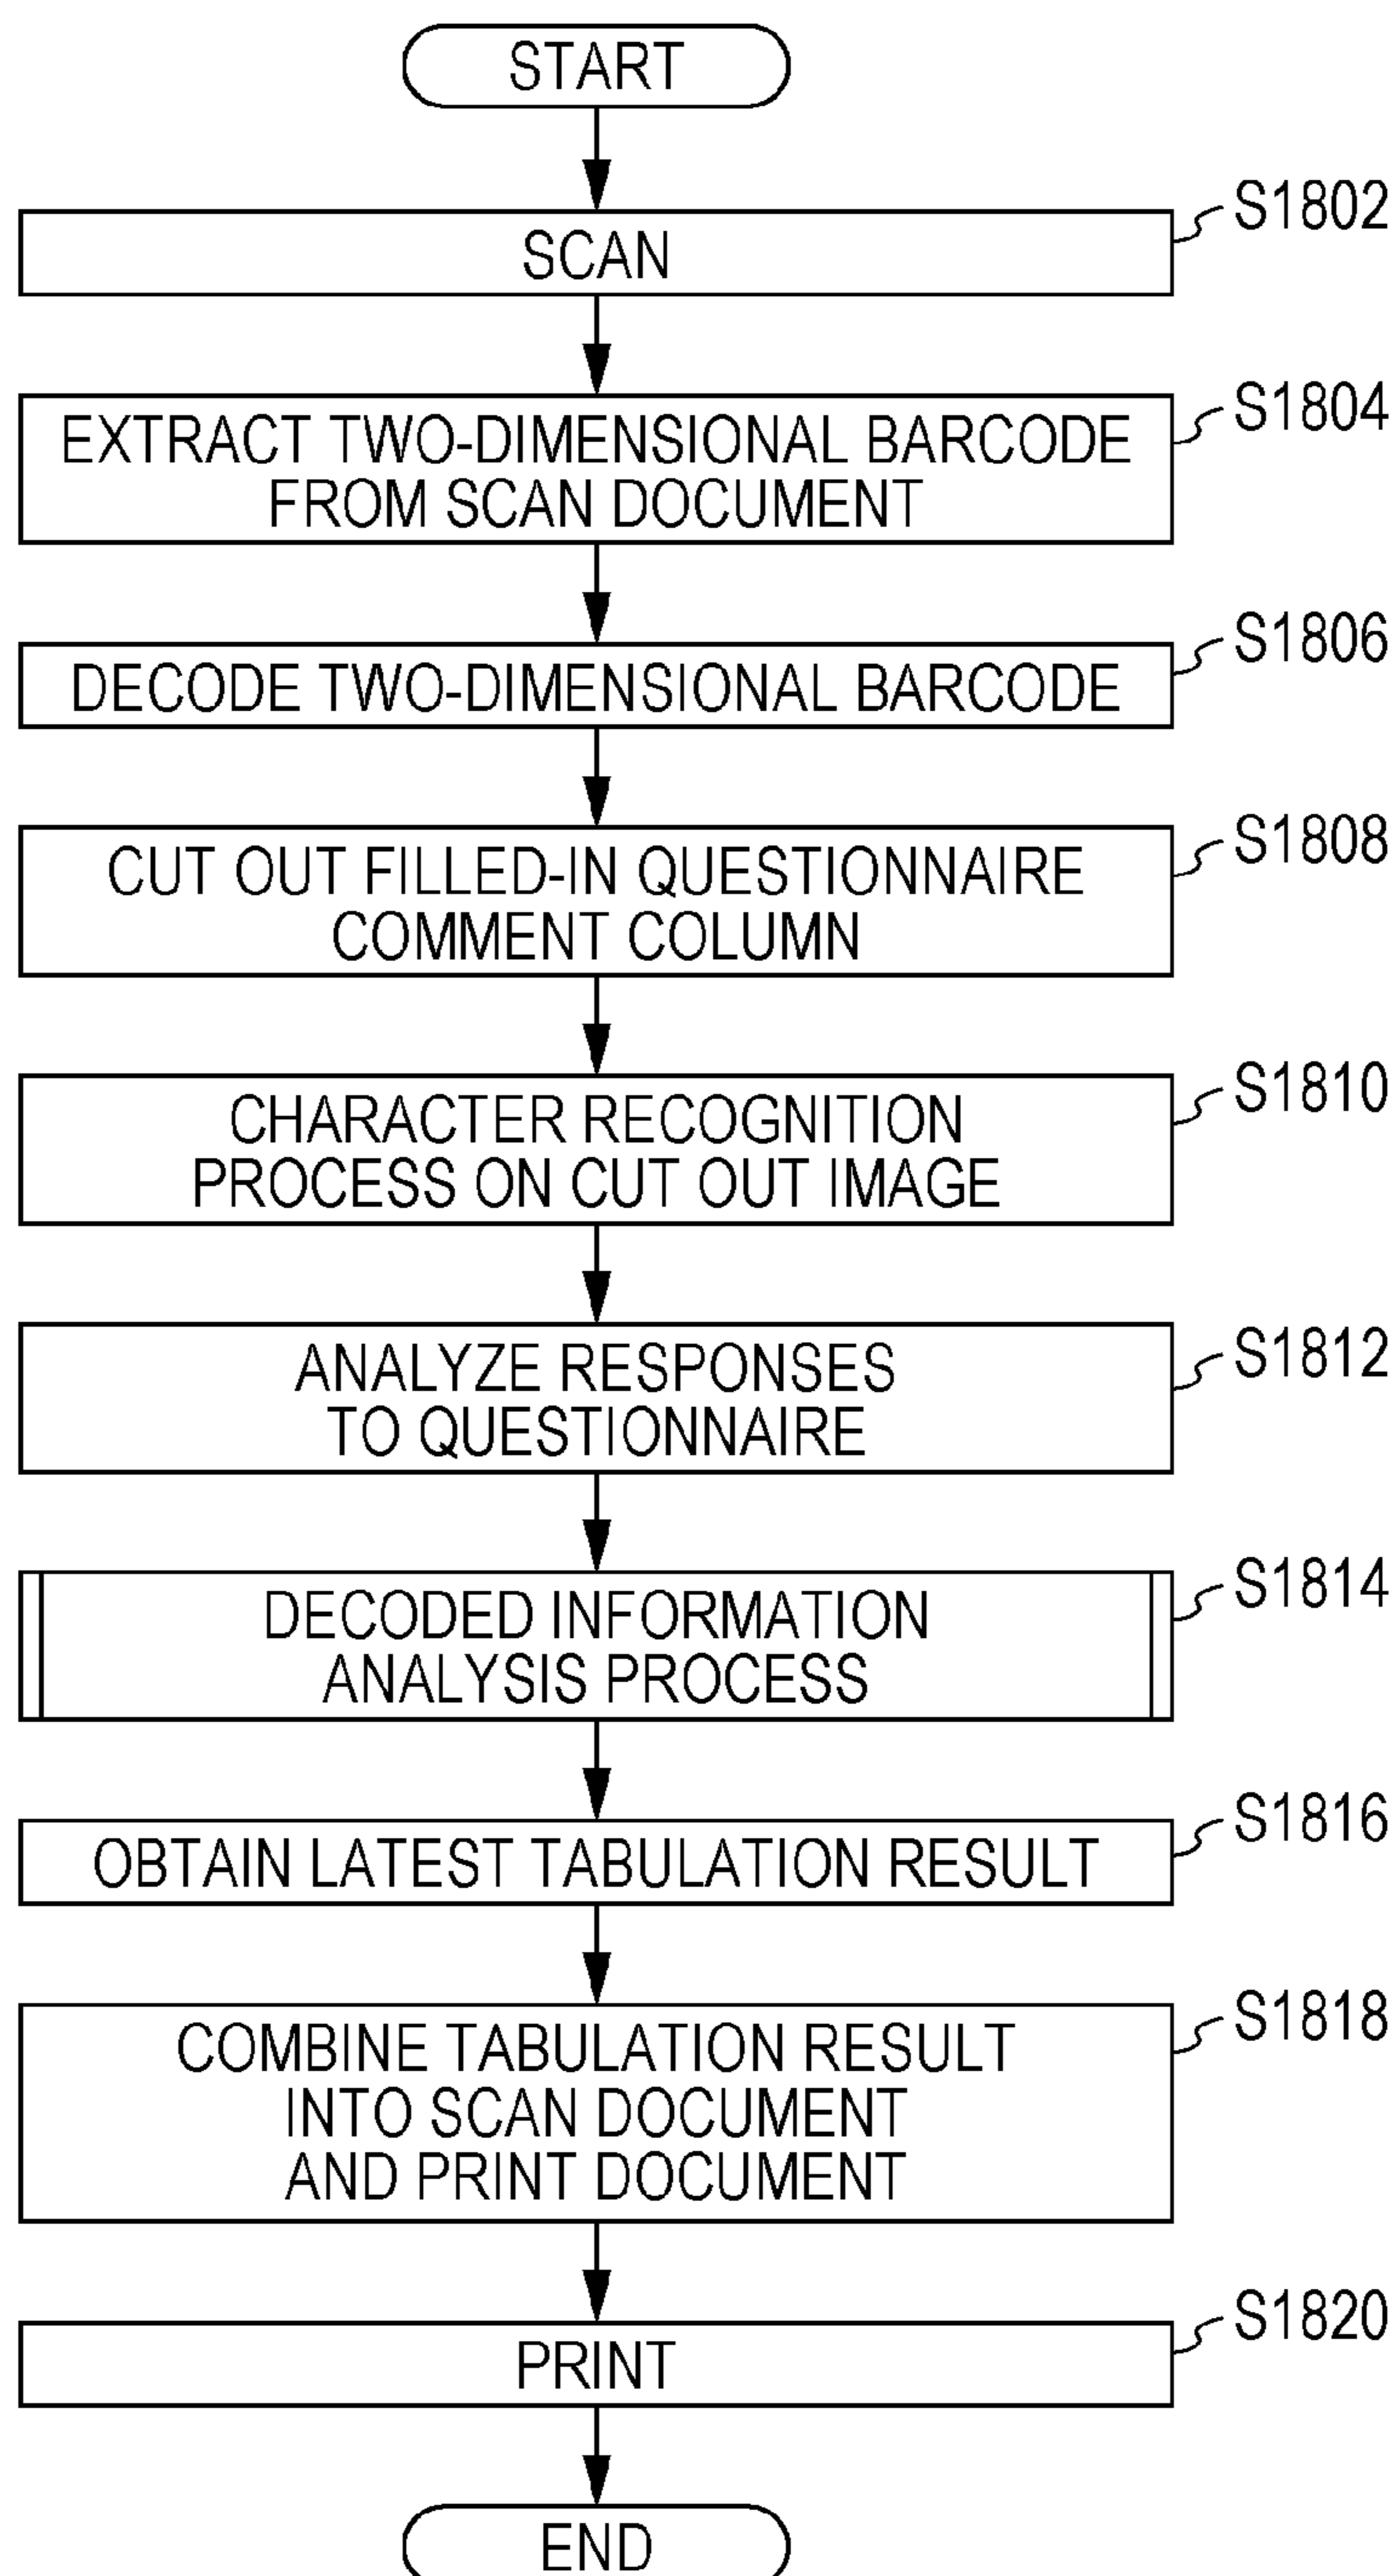 START
S1802
SCAN
S1804
EXTRACT TWO-DIMENSIONAL BARCODE
FROM SCAN DOCUMENT
S1806
DECODE TWO-DIMENSIONAL BARCODE
S1808
CUT OUT FILLED-IN QUESTIONNAIRE
COMMENT COLUMN
S1810
CHARACTER RECOGNITION
PROCESS ON CUT OUT IMAGE
S1812
ANALYZE RESPONSES
TO QUESTIONNAIRE
S1814
DECODED INFORMATION
ANALYSIS PROCESS
S1816
OBTAIN LATEST TABULATION RESULT
S1818
COMBINE TABULATION RESULT
INTO SCAN DOCUMENT
AND PRINT DOCUMENT
S1820
PRINT
END